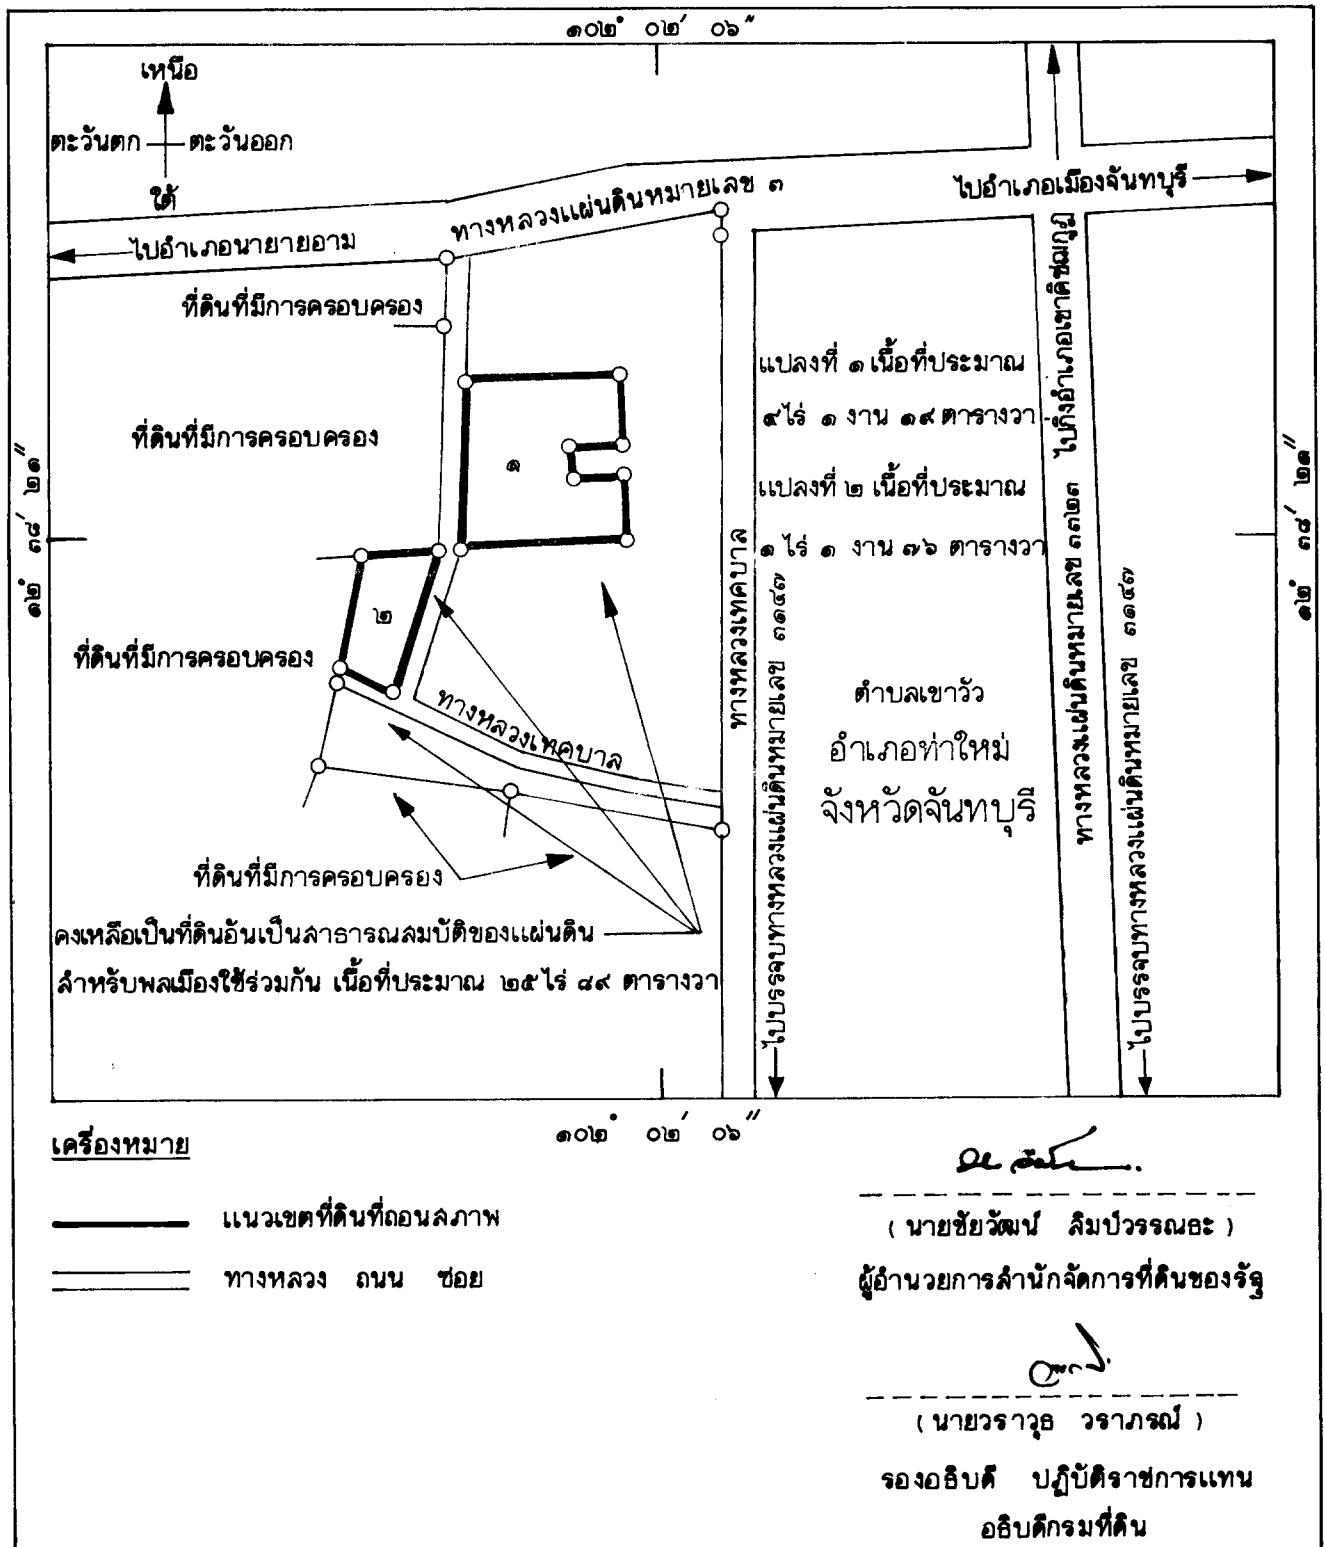 ๑๐๒° ๐๒′ ๐๖″
เหนือ
ตะวันตก ตะวันออก
ใต้
ทางหลวงแผ่นดินหมายเลข ๓
ไปอำเภอเมืองจันทบุรี
ไปอำเภอนายายอาม
ที่ดินที่มีการครอบครอง
ที่ดินที่มีการครอบครอง
๑
แปลงที่ ๑ เนื้อที่ประมาณ
๙ไร่ ๑ งาน ๑๙ ตารางวา
แปลงที่ ๒ เนื้อที่ประมาณ
๑ ไร่ ๑ งาน ๗๖ ตารางวา
๑๒° ๓๘′ ๒๑″
๑๒° ๓๘′ ๒๑″
๒
ที่ดินที่มีการครอบครอง
ทางหลวงเทศบาล
ทางหลวงเทศบาล
ไปบรรจบทางหลวงแผ่นดินหมายเลข ๓๑๔๗
ทางหลวงแผ่นดินหมายเลข ๓๓๒๓ ไปกิ่งอำเภอเขาคิชฌกูฏ
ไปบรรจบทางหลวงแผ่นดินหมายเลข ๓๑๔๗
ตำบลเขาวัว
อำเภอท่าใหม่
จังหวัดจันทบุรี
ที่ดินที่มีการครอบครอง
คงเหลือเป็นที่ดินอันเป็นสาธารณสมบัติของแผ่นดิน
สำหรับพลเมืองใช้ร่วมกัน เนื้อที่ประมาณ ๒๕ ไร่ ๘๙ ตารางวา
๑๐๒° ๐๒′ ๐๖″
เครื่องหมาย
แนวเขตที่ดินที่ถอนสภาพ
ทางหลวง ถนน ซอย
( นายชัยวัฒน์ ลิมป์วรรณธะ )
ผู้อำนวยการสำนักจัดการที่ดินของรัฐ
( นายวราวุธ วราภรณ์ )
รองอธิบดี ปฏิบัติราชการแทน
อธิบดีกรมที่ดิน